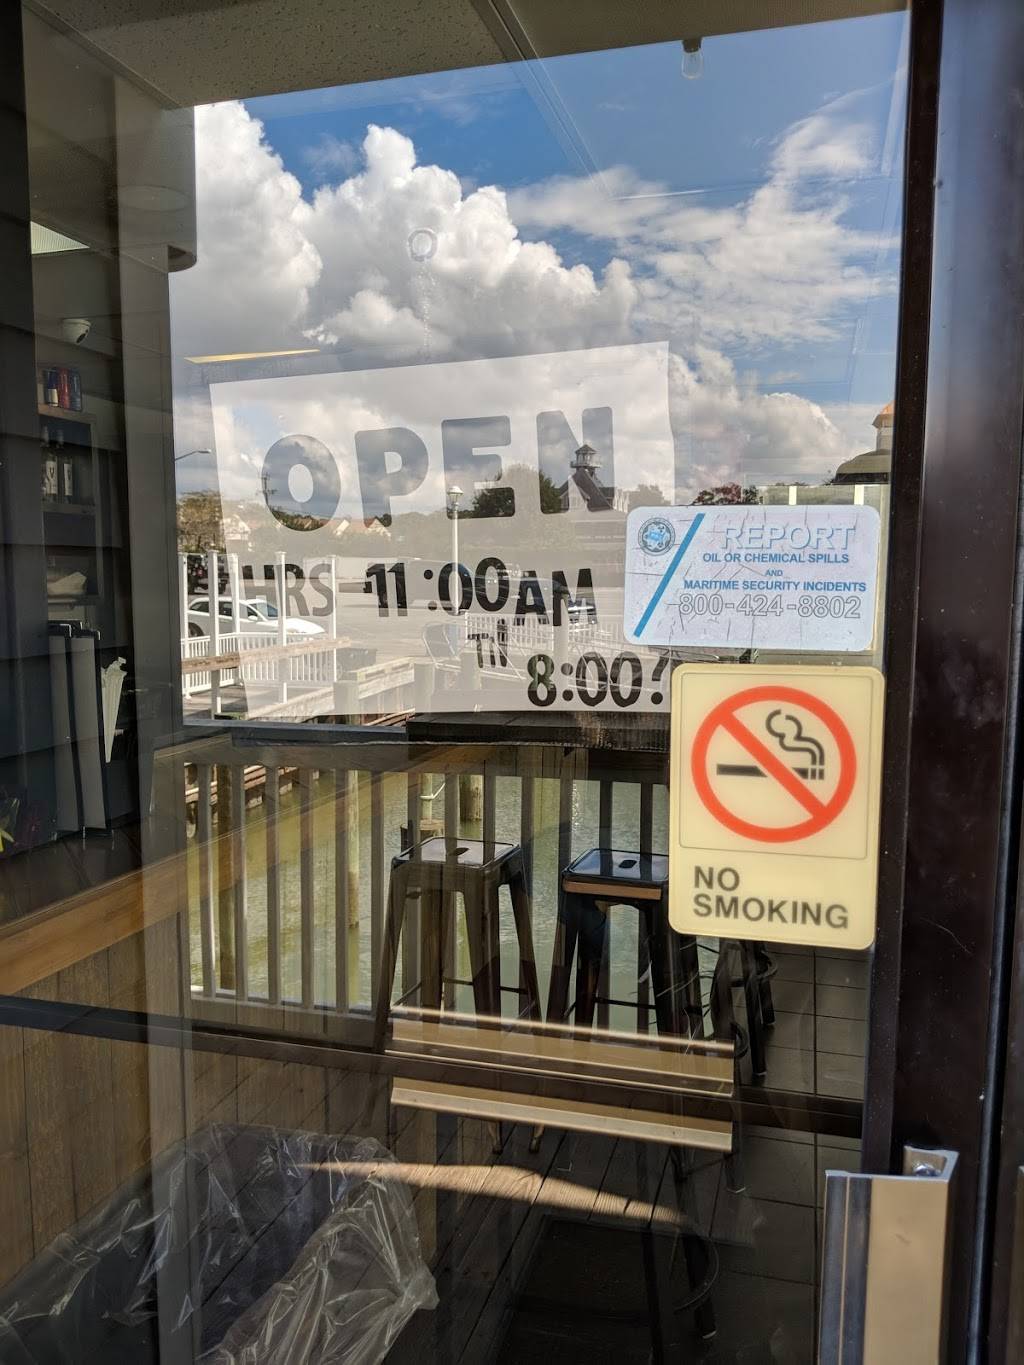 OPEN
HRS 11:00AM
Til
8:00
REPORT
OIL OR CHEMICAL SPILLS
AND
MARITIME SECURITY INCIDENTS
800-424-8802
NO
SMOKING